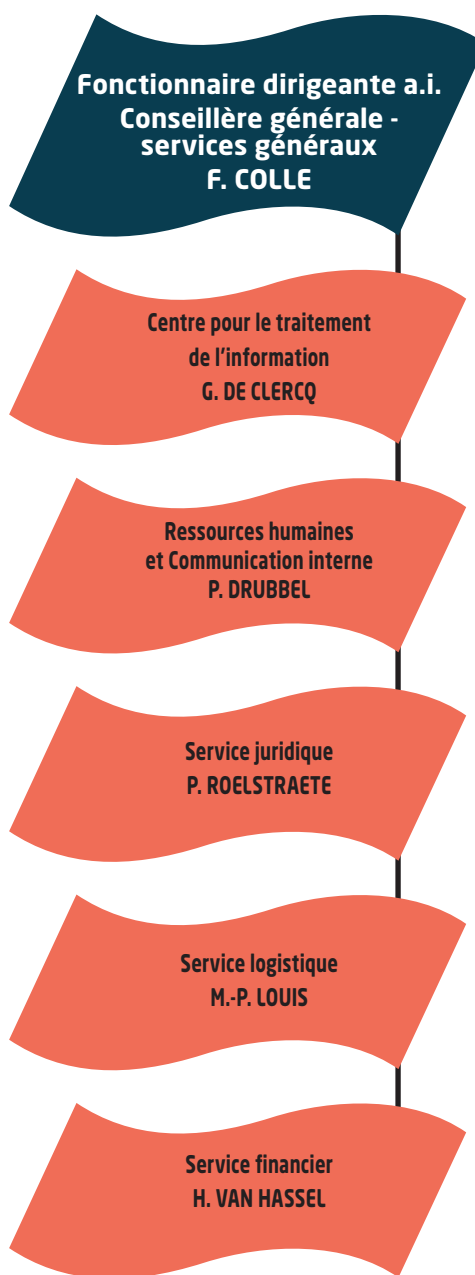 Fonctionnaire dirigeante a.i.
Conseillère générale -
services généraux
F. COLLE
Centre pour le traitement
de l'information
G. DE CLERCQ
Ressources humaines
et Communication interne
P. DRUBBEL
Service juridique
P. ROELSTRAETE
Service logistique
M.-P. LOUIS
Service financier
H. VAN HASSEL